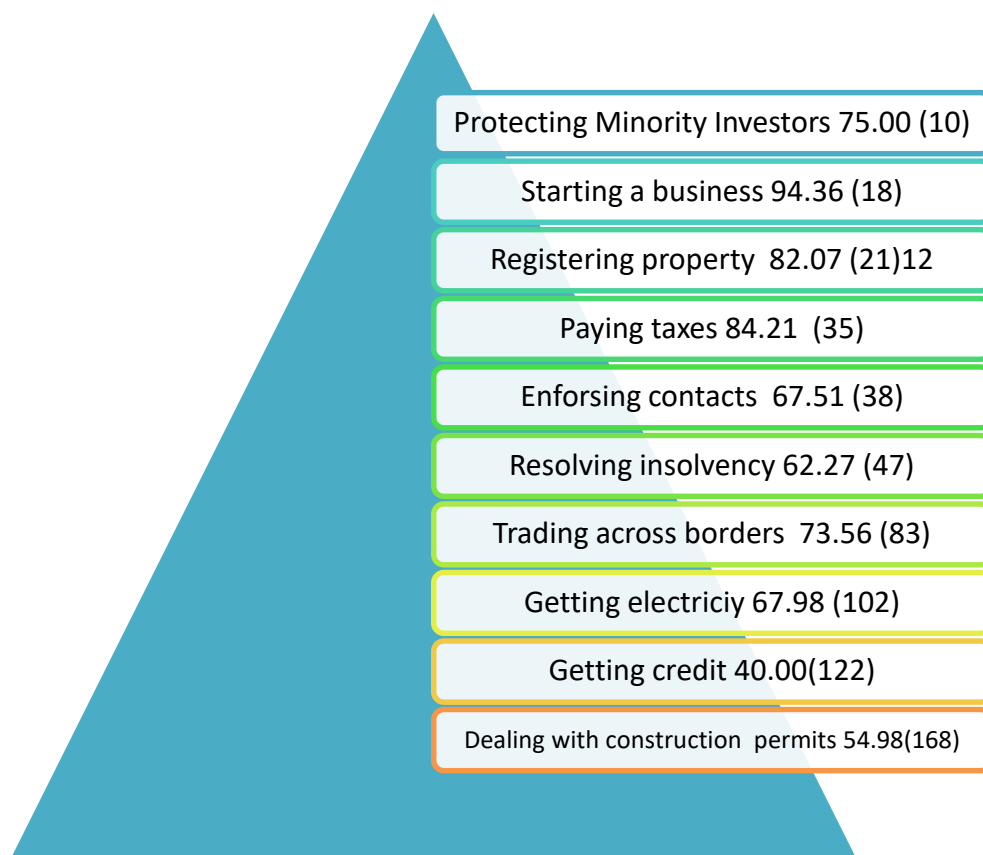 Protecting Minority Investors 75.00 (10)
Starting a business 94.36 (18)
Registering property  82.07 (21)12
Paying taxes 84.21  (35)
Enforsing contacts  67.51 (38)
Resolving insolvency 62.27 (47)
Trading across borders  73.56 (83)
Getting electriciy 67.98 (102)
Getting credit 40.00(122)
Dealing with construction  permits 54.98(168)